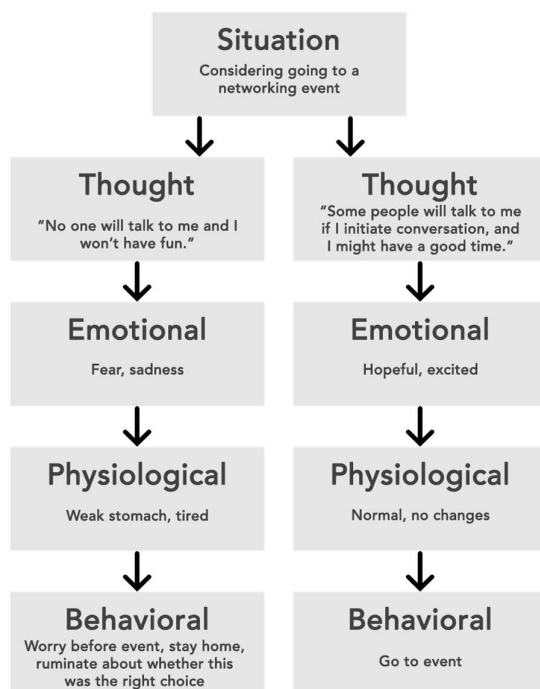 Situation
Considering going to a
networking event
Thought
"No one will talk to me and I
won't have fun."
Thought
"Some people will talk to me
if I initiate conversation, and
I might have a good time."
Emotional
Fear, sadness
Emotional
Hopeful, excited
Physiological
Weak stomach, tired
Physiological
Normal, no changes
Behavioral
Worry before event, stay home,
ruminate about whether this
was the right choice
Behavioral
Go to event